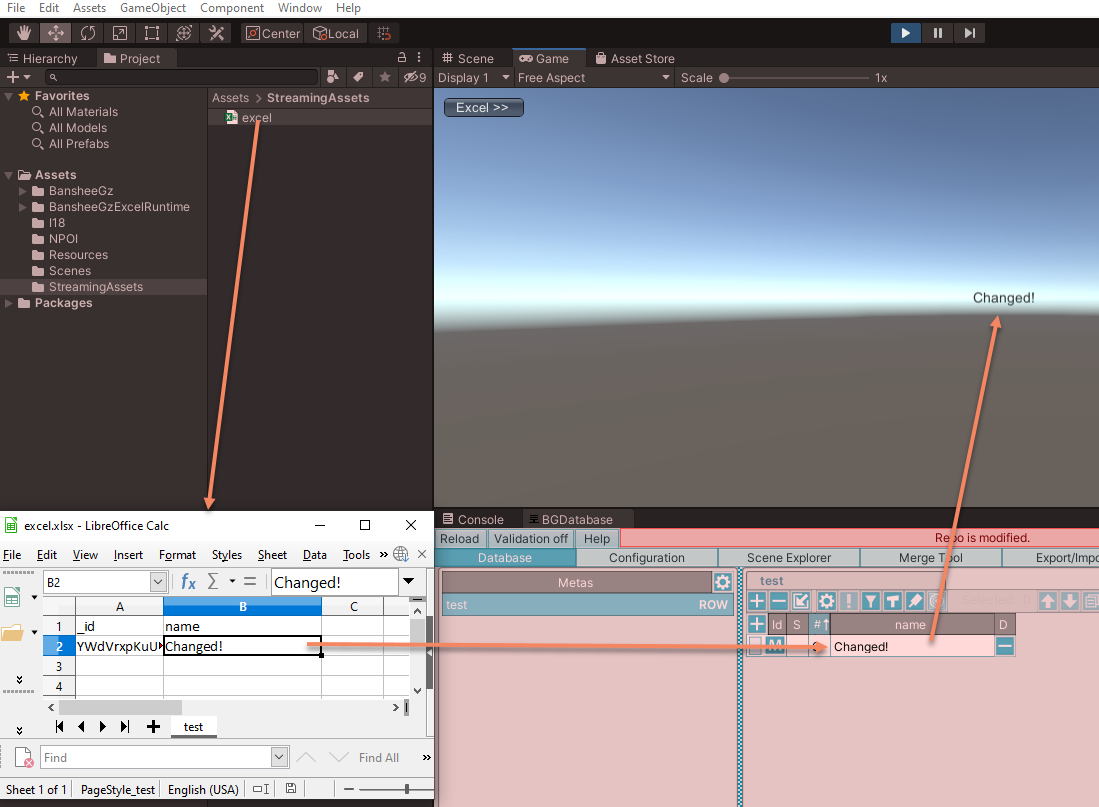 File Edit Assets GameObject Component Window Help
Center Local
Hierarchy Project
9
Assets > StreamingAssets
excel
Favorites
All Materials
All Models
All Prefabs
Assets
BansheeGz
BansheeGzExcelRuntime
I18
NPOI
Resources
Scenes
StreamingAssets
Packages
Scene Game Asset Store
Display 1 Free Aspect Scale 1x
Excel >>
Changed!
excel.xlsx - LibreOffice Calc
File Edit View Insert Format Styles Sheet Data Tools »
B2 fx Σ = Changed!
A B C
1 _id name
2 YWdVrxpKuU Changed!
3
4
test
Find Find All »
Sheet 1 of 1 PageStyle_test English (USA)
Console BGDatabase
Reload Validation off Help Repo is modified.
Database Configuration Scene Explorer Merge Tool Export/Impo
Metas
test ROW
test
Id S #↑ name D
M Changed!